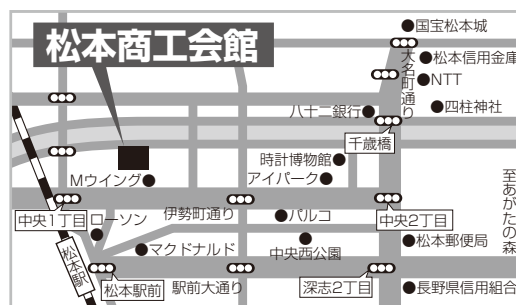 国宝松本城
松本商工会館
大名町通り
松本信用金庫
NTT
八十二銀行
四柱神社
千歳橋
時計博物館
Mウイング
アイパーク
至あがたの森
中央1丁目
ローソン
伊勢町通り
パルコ
中央2丁目
松本駅
マクドナルド
中央西公園
松本郵便局
松本駅前
駅前大通り
深志2丁目
長野県信用組合